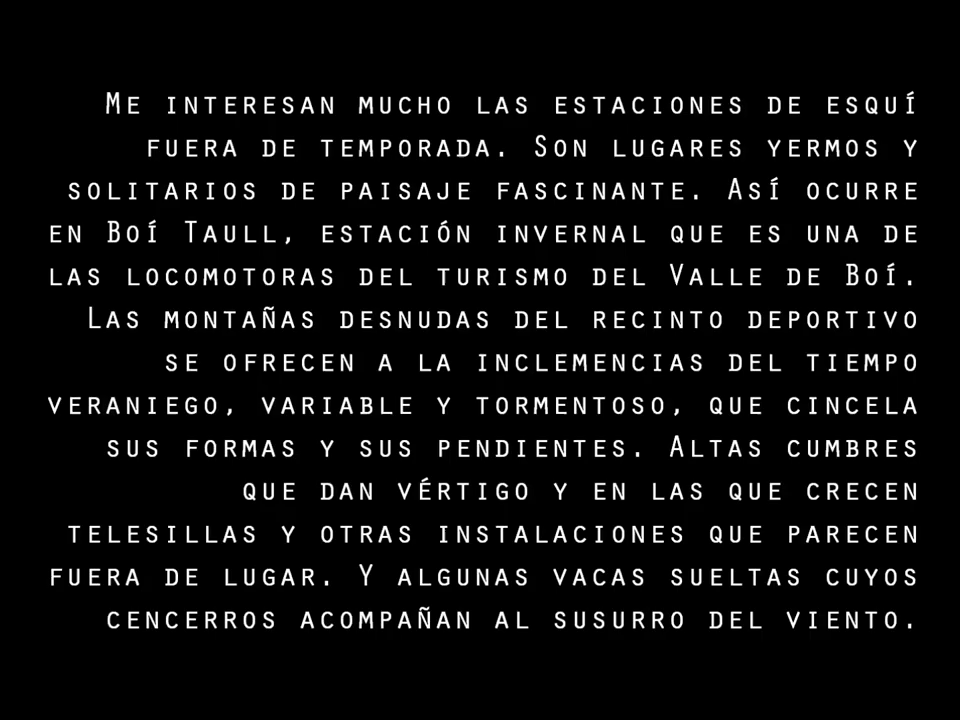 Me interesan mucho las estaciones de esquí
fuera de temporada. Son lugares yermos y
solitarios de paisaje fascinante. Así ocurre
en Boí Taull, estación invernal que es una de
las locomotoras del turismo del Valle de Boí.
Las montañas desnudas del recinto deportivo
se ofrecen a la inclemencias del tiempo
veraniego, variable y tormentoso, que cincela
sus formas y sus pendientes. Altas cumbres
que dan vértigo y en las que crecen
telesillas y otras instalaciones que parecen
fuera de lugar. Y algunas vacas sueltas cuyos
cencerros acompañan al susurro del viento.